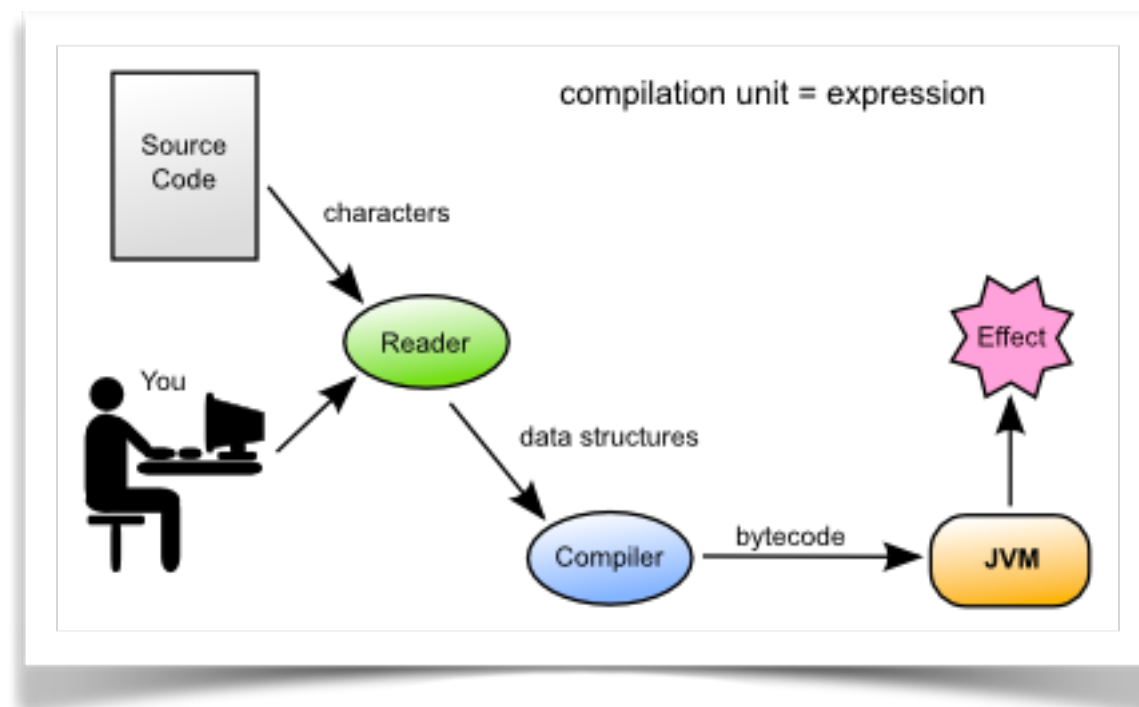 compilation unit = expression
Source
Code
characters
Reader
You
Effect
data structures
Compiler
bytecode
JVM